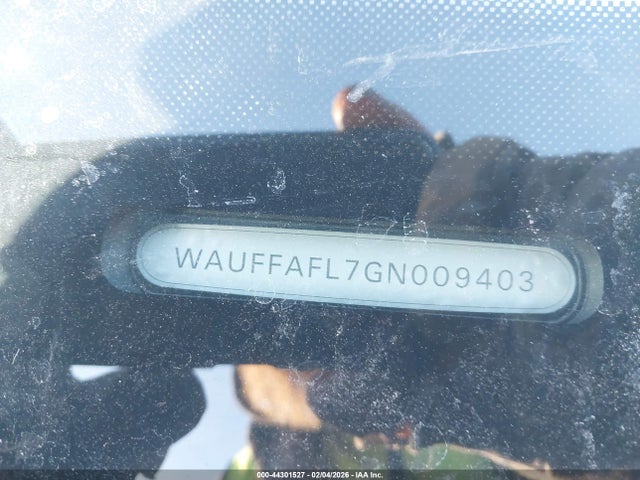 WAUFFAFL7GN009403
000-44301527 - 02/04/2026 - IAA Inc.